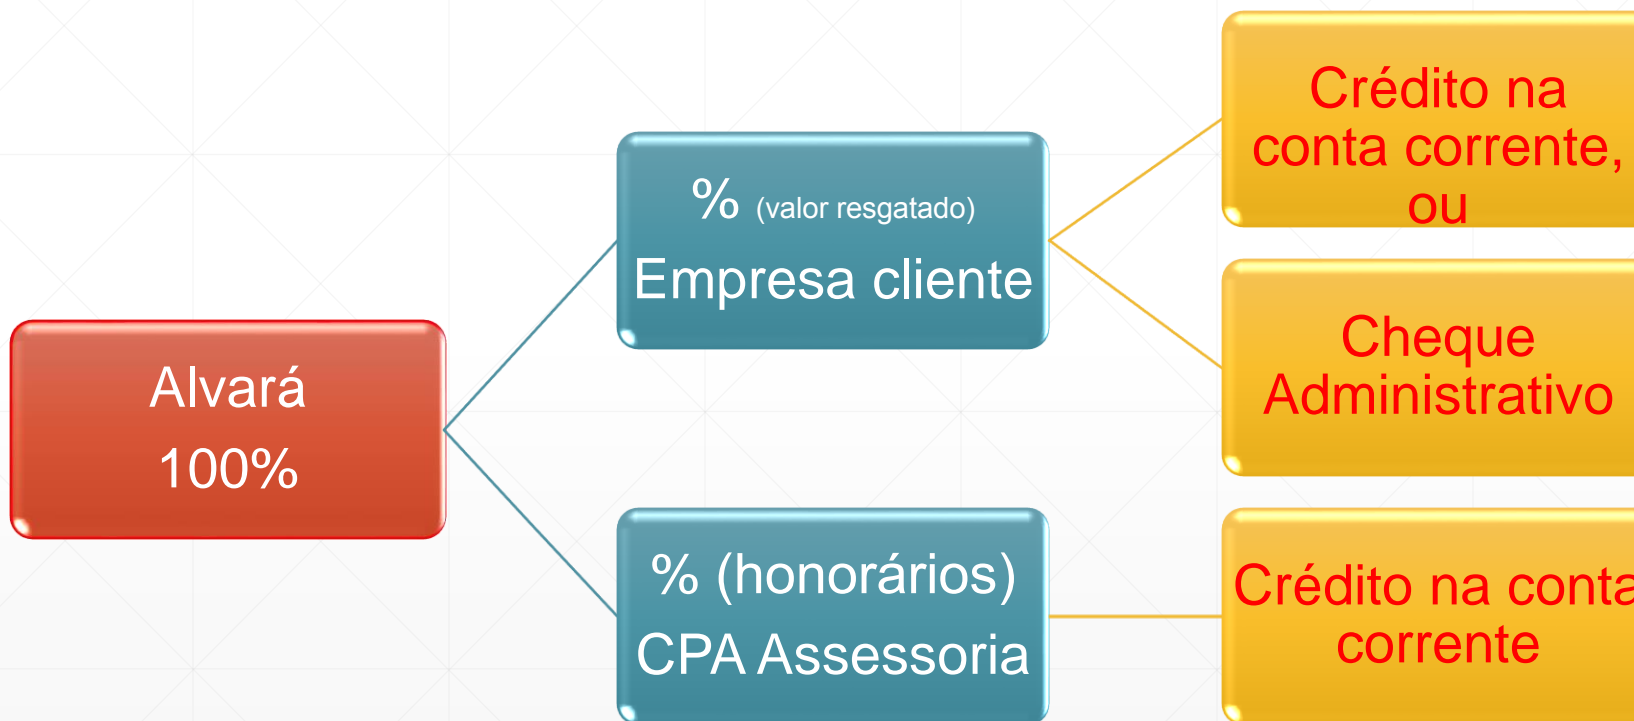 Alvará
100%
% (valor resgatado)
Empresa cliente
% (honorários)
CPA Assessoria
Crédito na
conta corrente,
ou
Cheque
Administrativo
Crédito na conta
corrente